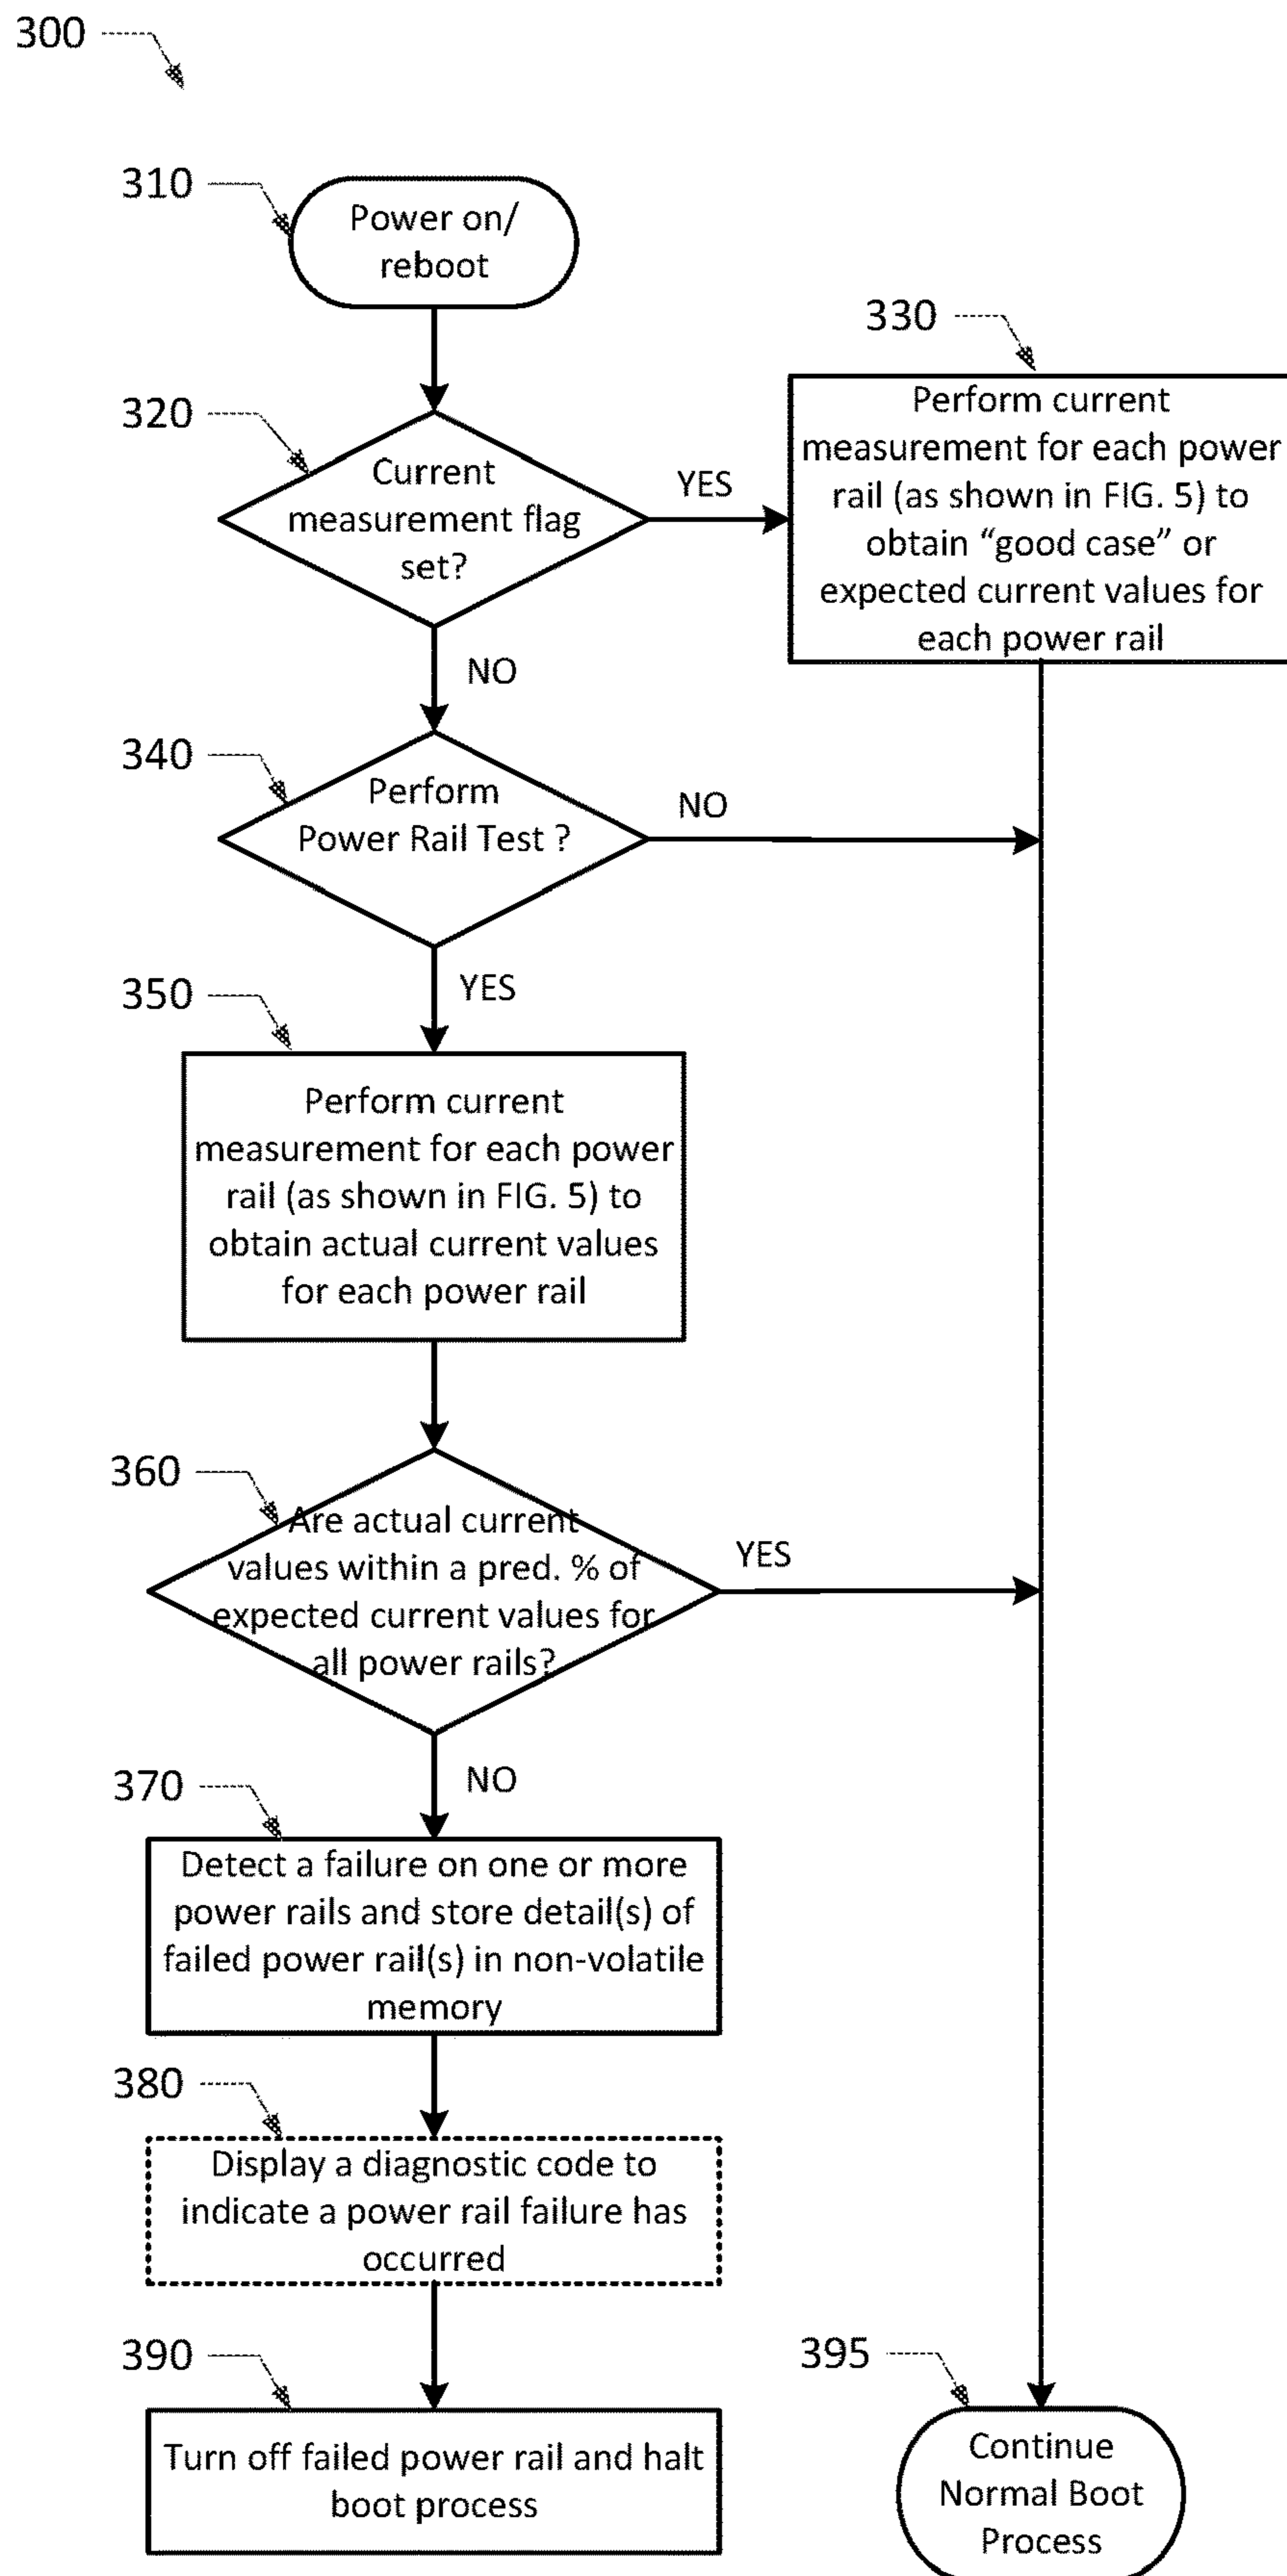 300
310
Power on/
reboot
330
Perform current
measurement for each power
rail (as shown in FIG. 5) to
obtain “good case” or
expected current values for
each power rail
320
Current
measurement flag
set?
YES
NO
340
Perform
Power Rail Test ?
NO
YES
350
Perform current
measurement for each power
rail (as shown in FIG. 5) to
obtain actual current values
for each power rail
360
Are actual current
values within a pred. % of
expected current values for
all power rails?
YES
NO
370
Detect a failure on one or more
power rails and store detail(s) of
failed power rail(s) in non-volatile
memory
380
Display a diagnostic code to
indicate a power rail failure has
occurred
390
Turn off failed power rail and halt
boot process
395
Continue
Normal Boot
Process